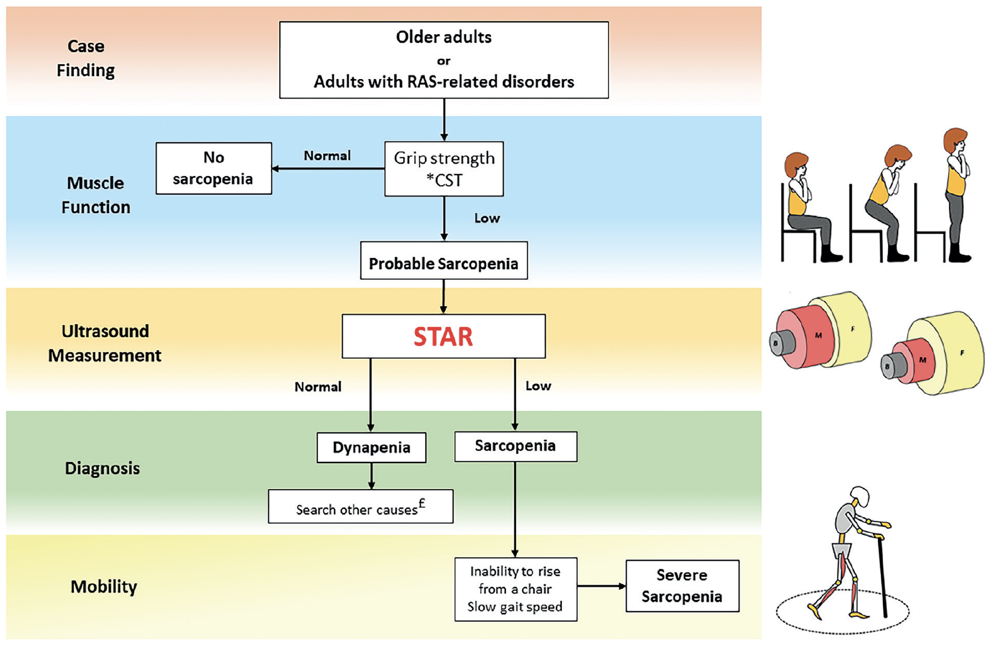 Case
Finding
Older adults
or
Adults with RAS-related disorders
Muscle
Function
No
sarcopenia
Normal
Grip strength
*CST
Low
Probable Sarcopenia
Ultrasound
Measurement
STAR
Normal
Low
B
M
F
B
M
F
Diagnosis
Dynapenia
Sarcopenia
Search other causes£
Mobility
Inability to rise
from a chair
Slow gait speed
Severe
Sarcopenia